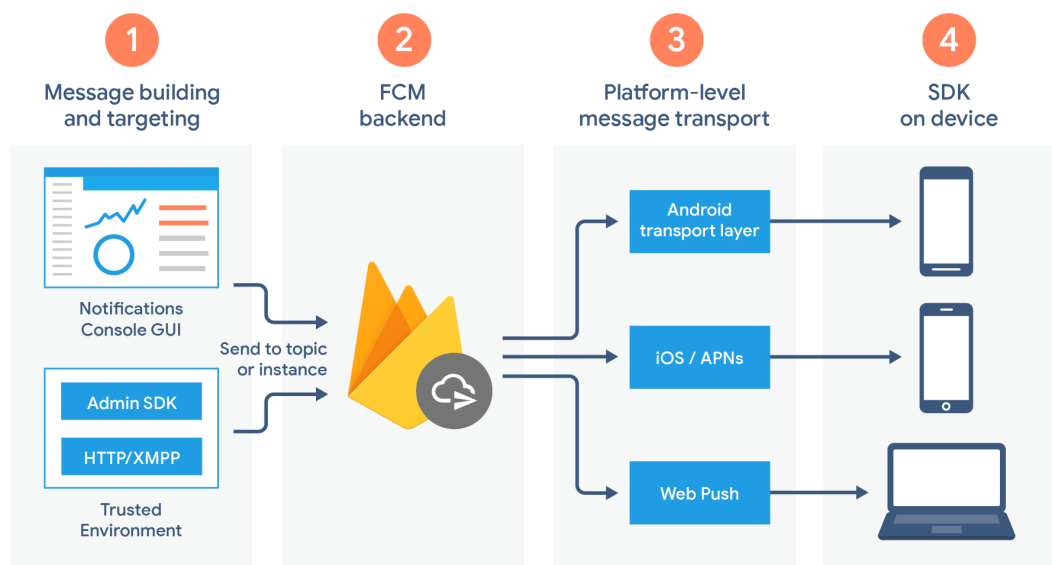 1
Message building
and targeting
2
FCM
backend
3
Platform-level
message transport
4
SDK
on device
Notifications
Console GUI
Send to topic
or instance
Admin SDK
HTTP/XMPP
Trusted
Environment
Android
transport layer
iOS / APNs
Web Push